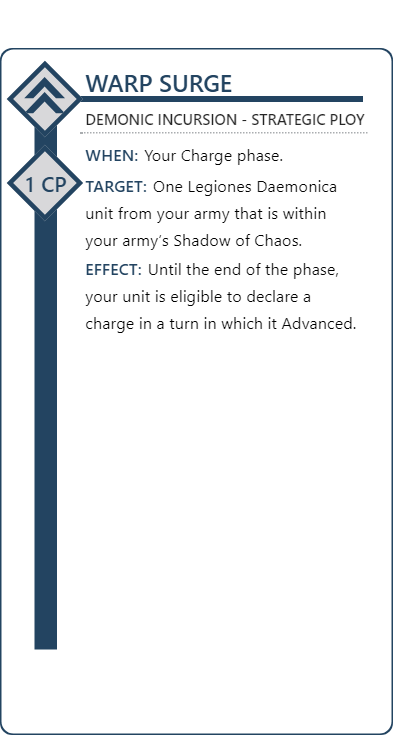 WARP SURGE
DEMONIC INCURSION - STRATEGIC PLOY
1 CP
WHEN: Your Charge phase.
TARGET: One Legiones Daemonica
unit from your army that is within
your army’s Shadow of Chaos.
EFFECT: Until the end of the phase,
your unit is eligible to declare a
charge in a turn in which it Advanced.